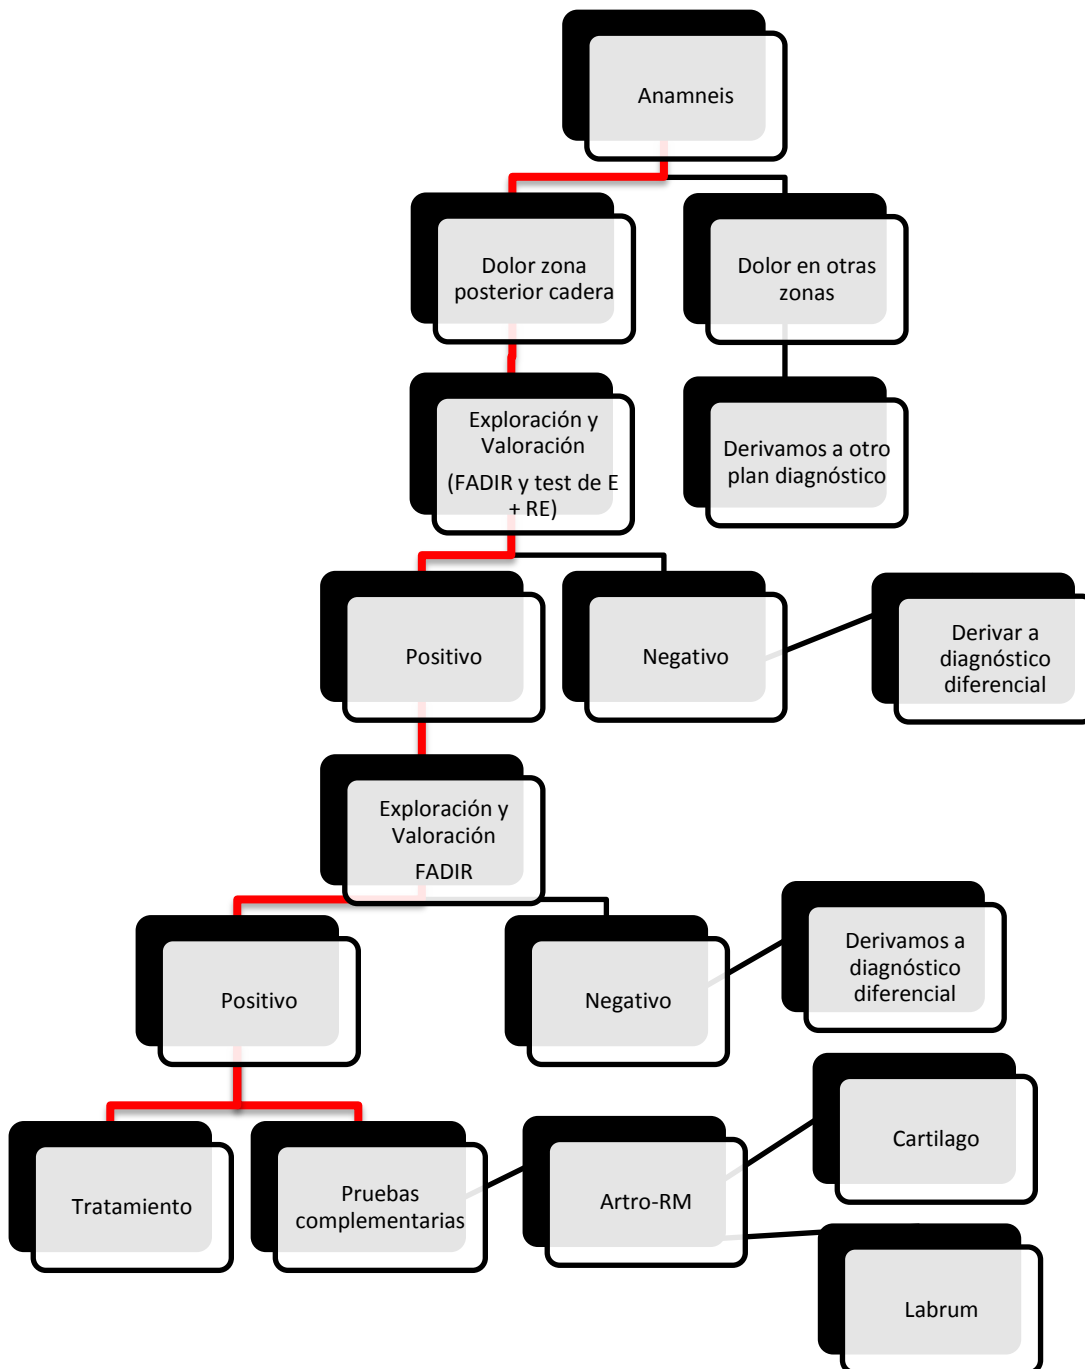 Anamneis
Dolor zona
posterior cadera
Dolor en otras
zonas
Exploración y
Valoración
(FADIR y test de E
+ RE)
Derivamos a otro
plan diagnóstico
Positivo
Negativo
Derivar a
diagnóstico
diferencial
Exploración y
Valoración
FADIR
Positivo
Negativo
Derivamos a
diagnóstico
diferencial
Tratamiento
Pruebas
complementarias
Artro-RM
Cartilago
Labrum